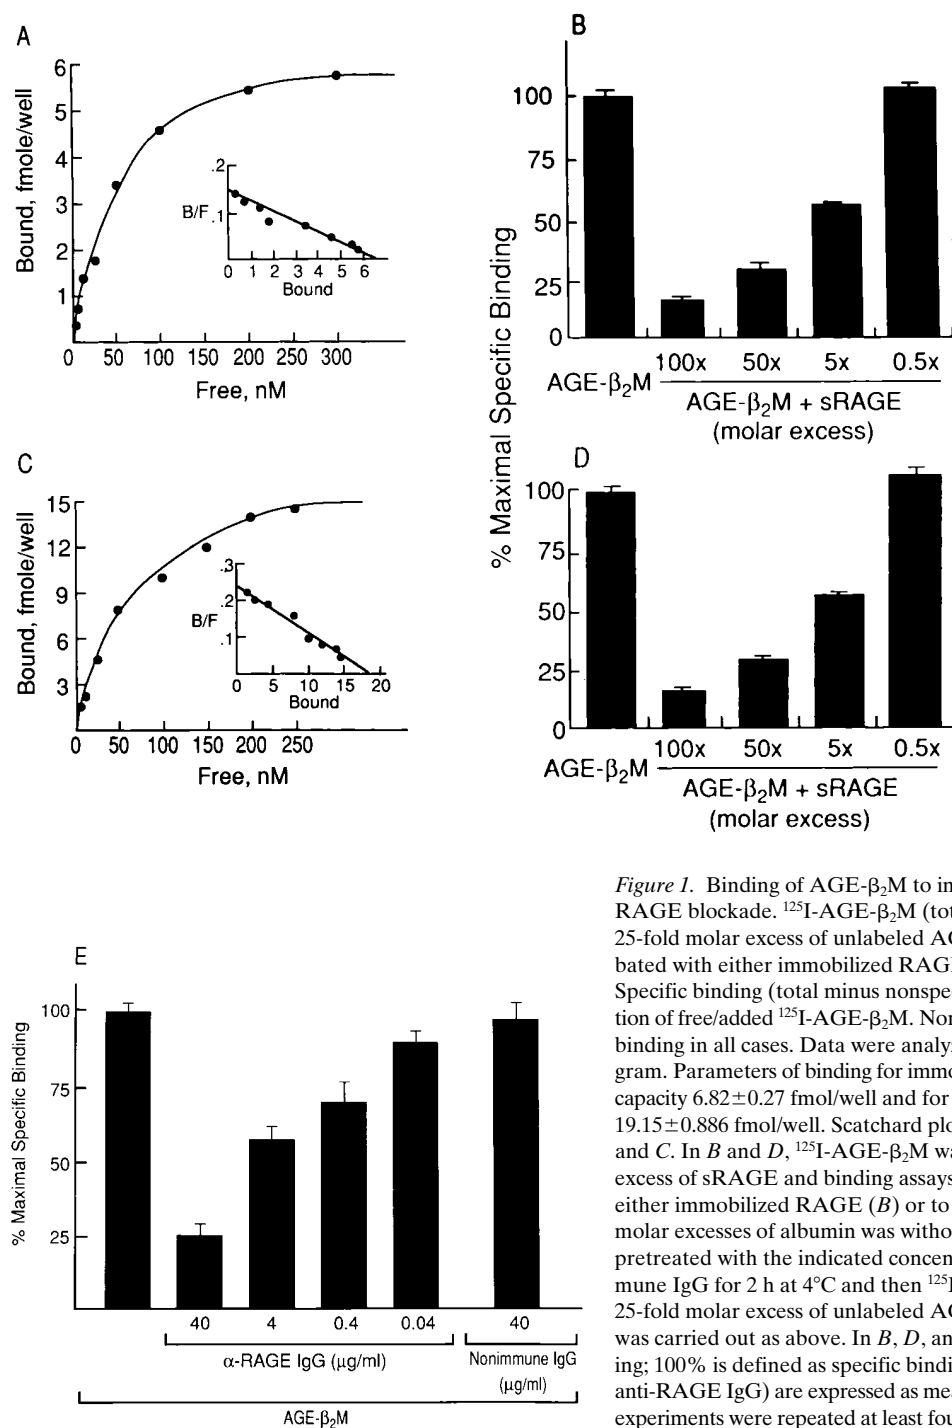 A
6
5
4
3
2
1
Bound, fmole/well
0 50 100 150 200 250 300
Free, nM
.2
B/F .1
0 1 2 3 4 5 6
Bound
B
100
75
50
25
0
% Maximal Specific Binding
100x 50x 5x 0.5x
AGE-β₂M
AGE-β₂M + sRAGE
(molar excess)
C
15
12
9
6
3
Bound, fmole/well
0 50 100 150 200 250
Free, nM
.3
.2
B/F
.1
0 5 10 15 20
Bound
D
100
75
50
25
0
100x 50x 5x 0.5x
AGE-β₂M
AGE-β₂M + sRAGE
(molar excess)
E
100
75
50
25
% Maximal Specific Binding
40 4 0.4 0.04 40
α-RAGE IgG (μg/ml)
Nonimmune IgG
(μg/ml)
AGE-β₂M
Figure 1. Binding of AGE-β₂M to in
RAGE blockade. ¹²⁵I-AGE-β₂M (tot
25-fold molar excess of unlabeled AG
bated with either immobilized RAGE
Specific binding (total minus nonspe
tion of free/added ¹²⁵I-AGE-β₂M. Non
binding in all cases. Data were analys
gram. Parameters of binding for immo
capacity 6.82±0.27 fmol/well and for
19.15±0.886 fmol/well. Scatchard plo
and C. In B and D, ¹²⁵I-AGE-β₂M wa
excess of sRAGE and binding assays
either immobilized RAGE (B) or to
molar excesses of albumin was witho
pretreated with the indicated concen
mune IgG for 2 h at 4°C and then ¹²⁵I
25-fold molar excess of unlabeled AG
was carried out as above. In B, D, an
ing; 100% is defined as specific bindi
anti-RAGE IgG) are expressed as me
experiments were repeated at least fou